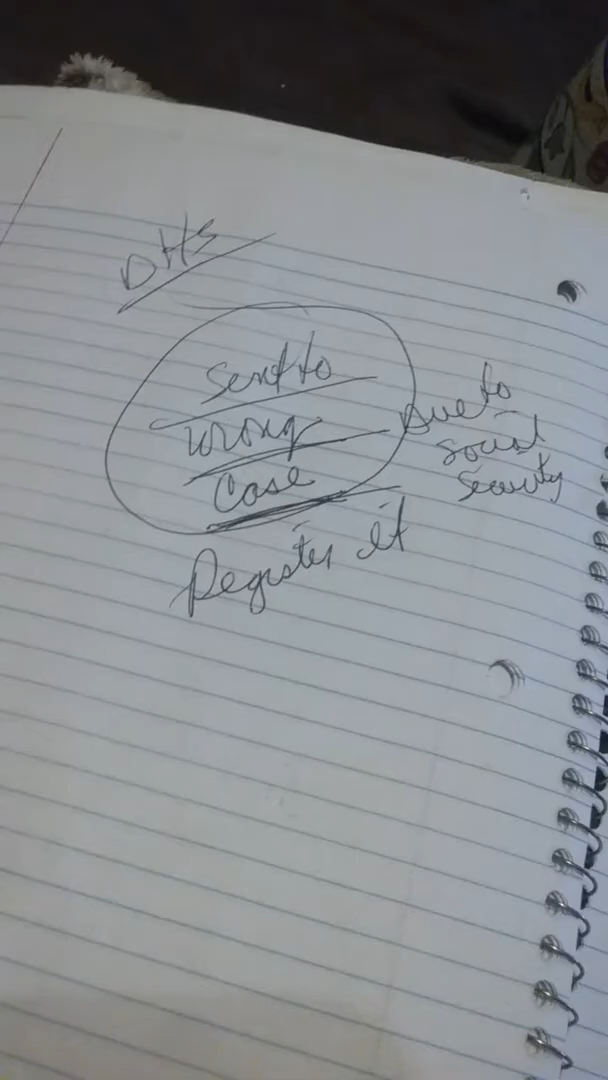 DHS
Sent to
wrong
Case
Due to
Social
Security
Register it